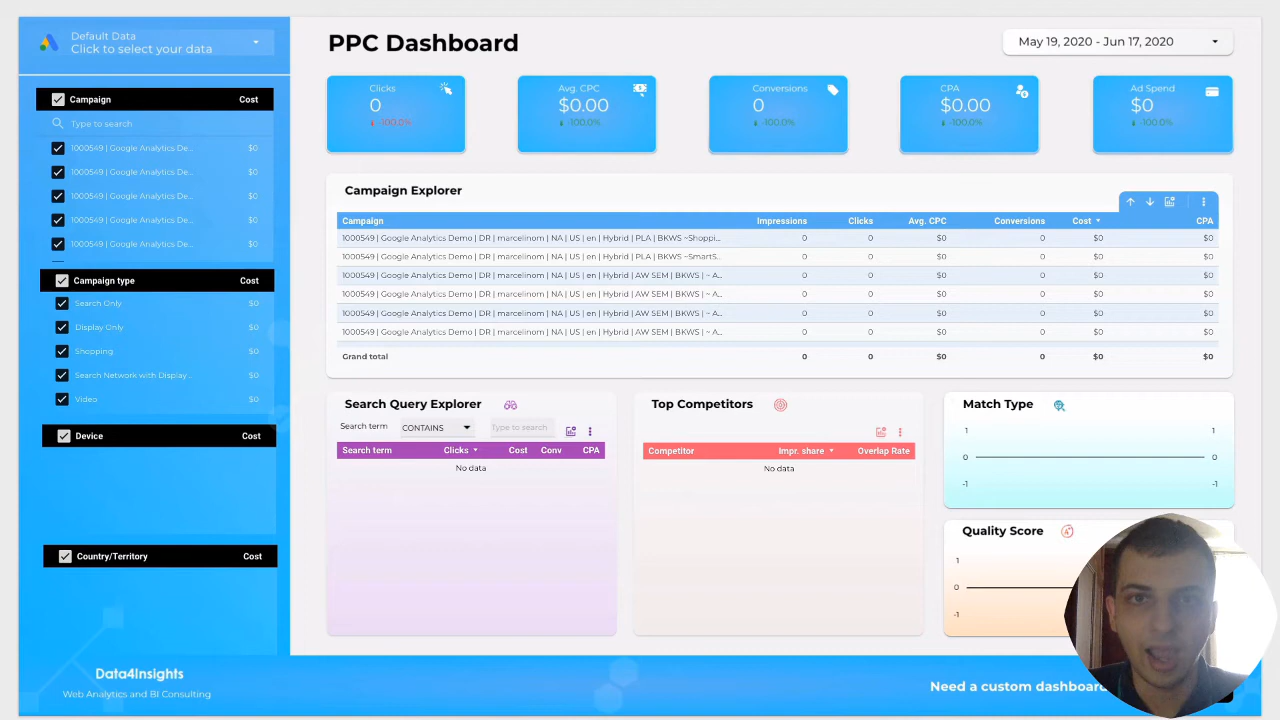 Default Data
Click to select your data
PPC Dashboard
May 19, 2020 - Jun 17, 2020
Clicks
0
-100.0%
Avg. CPC
$0.00
-100.0%
Conversions
0
-100.0%
CPA
$0.00
-100.0%
Ad Spend
$0
-100.0%
Campaign Cost
Type to search
1000549 | Google Analytics De... $0
1000549 | Google Analytics De... $0
1000549 | Google Analytics De... $0
1000549 | Google Analytics De... $0
1000549 | Google Analytics De... $0
Campaign type Cost
Search Only $0
Display Only $0
Shopping $0
Search Network with Display... $0
Video $0
Device Cost
Country/Territory Cost
Data4Insights
Web Analytics and BI Consulting
Campaign Explorer
Campaign Impressions Clicks Avg. CPC Conversions Cost CPA
1000549 | Google Analytics Demo | DR | marcelinom | NA | US | en | Hybrid | PLA | BKWS ~Shoppi... 0 0 $0 0 $0 $0
1000549 | Google Analytics Demo | DR | marcelinom | NA | US | en | Hybrid | PLA | BKWS ~SmartS... 0 0 $0 0 $0 $0
1000549 | Google Analytics Demo | DR | marcelinom | NA | US | en | Hybrid | AW SEM | BKWS | ~ A... 0 0 $0 0 $0 $0
1000549 | Google Analytics Demo | DR | marcelinom | NA | US | en | Hybrid | AW SEM | BKWS | ~ A... 0 0 $0 0 $0 $0
1000549 | Google Analytics Demo | DR | marcelinom | NA | US | en | Hybrid | AW SEM | BKWS | ~ A... 0 0 $0 0 $0 $0
1000549 | Google Analytics Demo | DR | marcelinom | NA | US | en | Hybrid | AW SEM | BKWS | ~ A... 0 0 $0 0 $0 $0
Grand total 0 0 $0 0 $0 $0
Search Query Explorer
Search term CONTAINS Type to search
Search term Clicks Cost Conv CPA
No data
Top Competitors
Competitor Impr. share Overlap Rate
No data
Match Type
1 1
0 0
-1 -1
Quality Score
1
0
-1
Need a custom dashboard